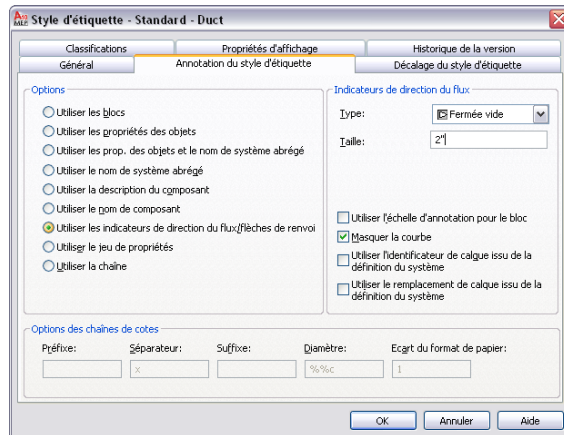 Style d'étiquette - Standard - Duct
Classifications Propriétés d'affichage Historique de la version
Général Annotation du style d'étiquette Décalage du style d'étiquette
Options
Utiliser les blocs
Utiliser les propriétés des objets
Utiliser les prop. des objets et le nom de système abrégé
Utiliser le nom de système abrégé
Utiliser la description du composant
Utiliser le nom de composant
Utiliser les indicateurs de direction du flux/flèches de renvoi
Utiliser le jeu de propriétés
Utiliser la chaîne
Indicateurs de direction du flux
Type: Fermée vide
Taille: 2"
Utiliser l'échelle d'annotation pour le bloc
Masquer la courbe
Utiliser l'identificateur de calque issu de la
définition du système
Utiliser le remplacement de calque issu de la
définition du système
Options des chaînes de cotes
Préfixe: Séparateur: Suffixe: Diamètre: Ecart du format de papier:
x %%c 1
OK Annuler Aide